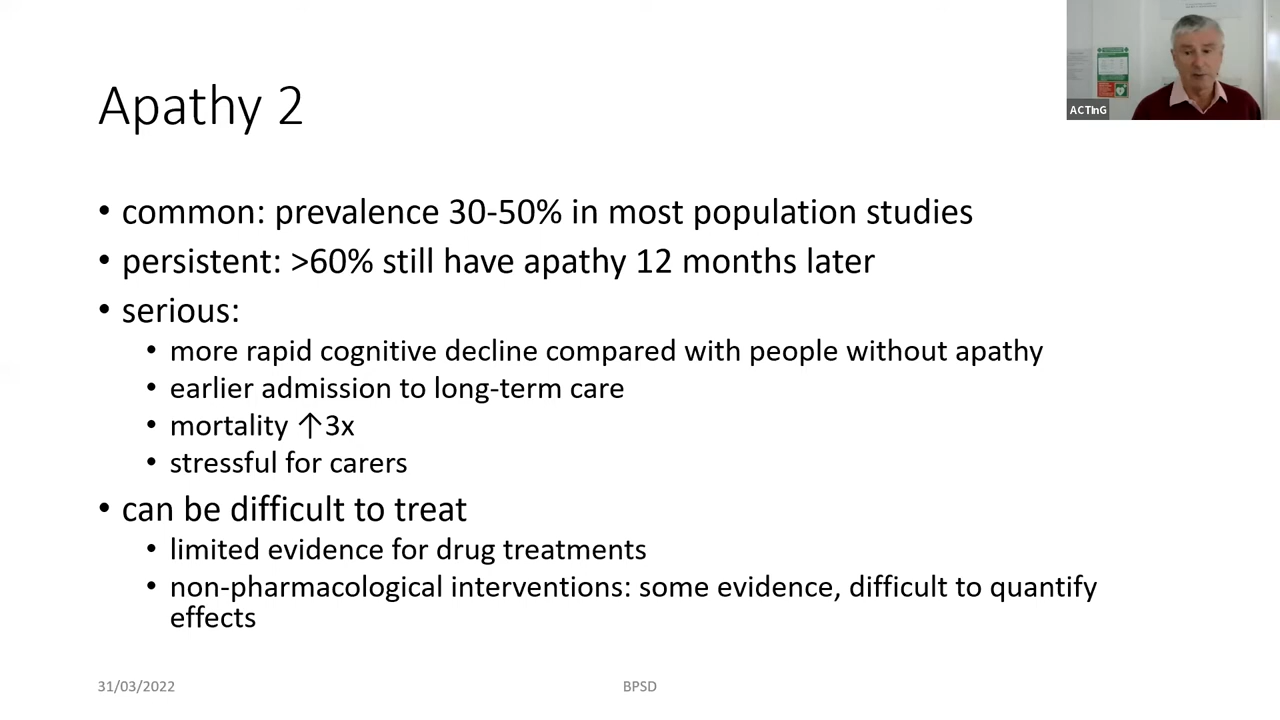 ACTInG
Apathy 2
• common: prevalence 30-50% in most population studies
• persistent: >60% still have apathy 12 months later
• serious:
• more rapid cognitive decline compared with people without apathy
• earlier admission to long-term care
• mortality ↑3x
• stressful for carers
• can be difficult to treat
• limited evidence for drug treatments
• non-pharmacological interventions: some evidence, difficult to quantify
effects
31/03/2022
BPSD